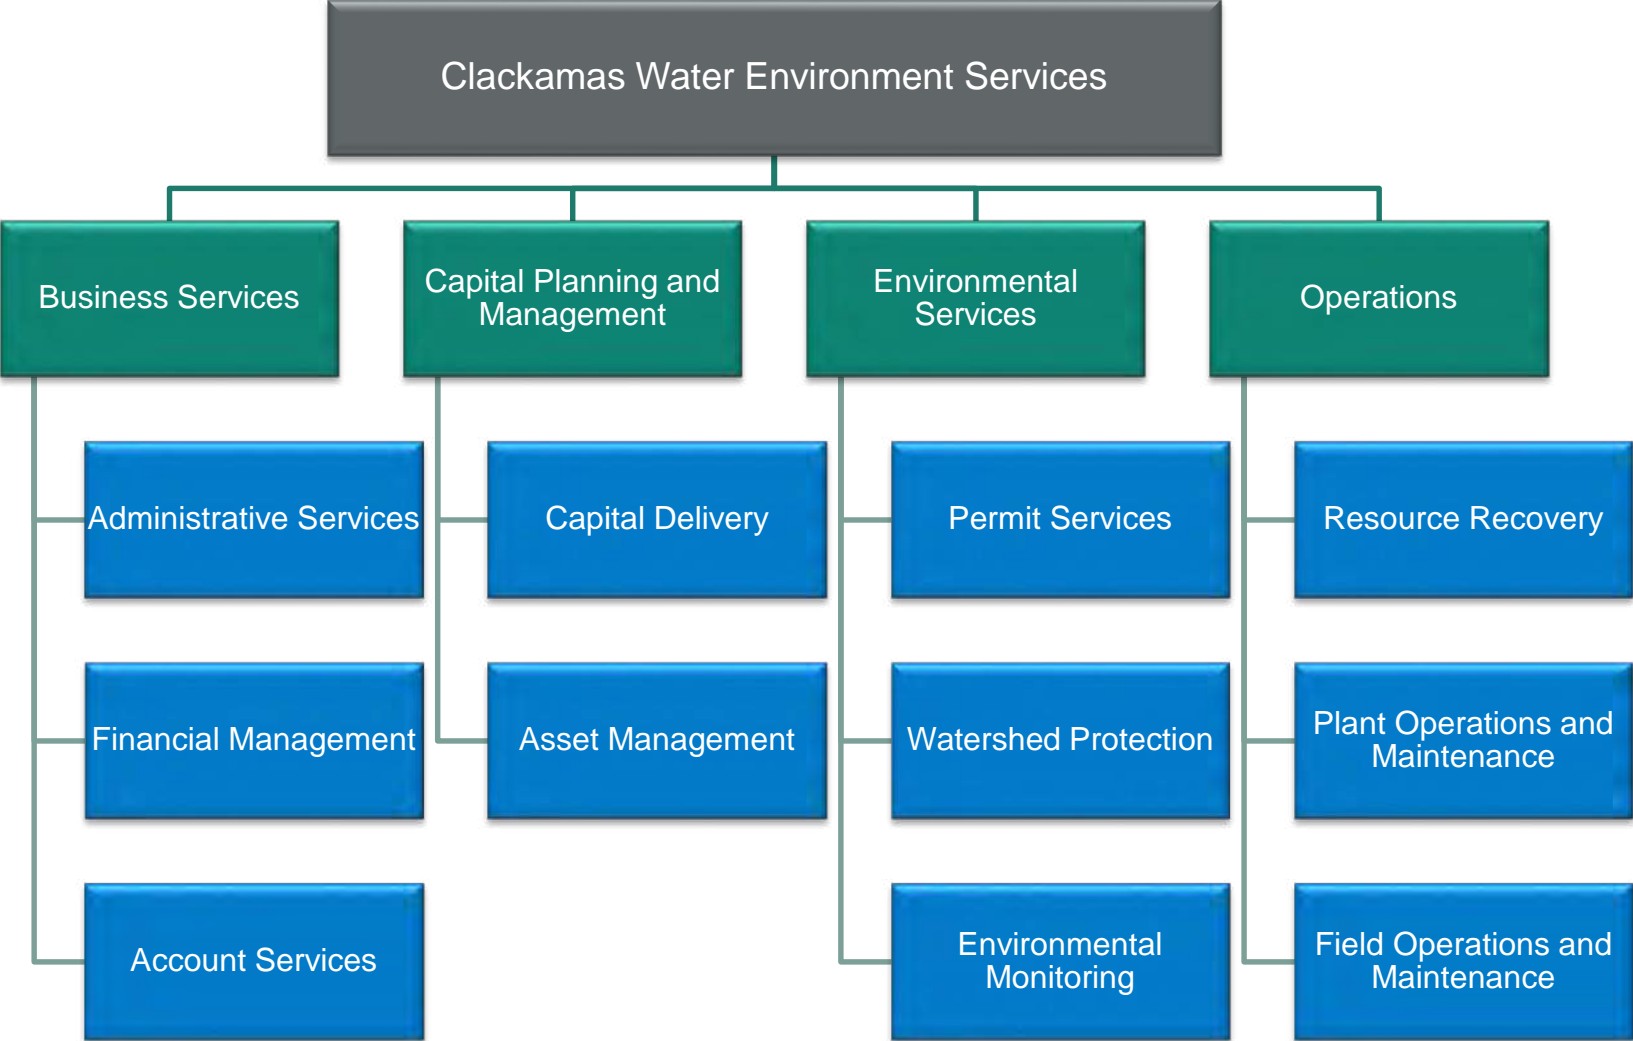 Clackamas Water Environment Services
Business Services
Capital Planning and
Management
Environmental
Services
Operations
Administrative Services
Capital Delivery
Permit Services
Resource Recovery
Financial Management
Asset Management
Watershed Protection
Plant Operations and
Maintenance
Account Services
Environmental
Monitoring
Field Operations and
Maintenance